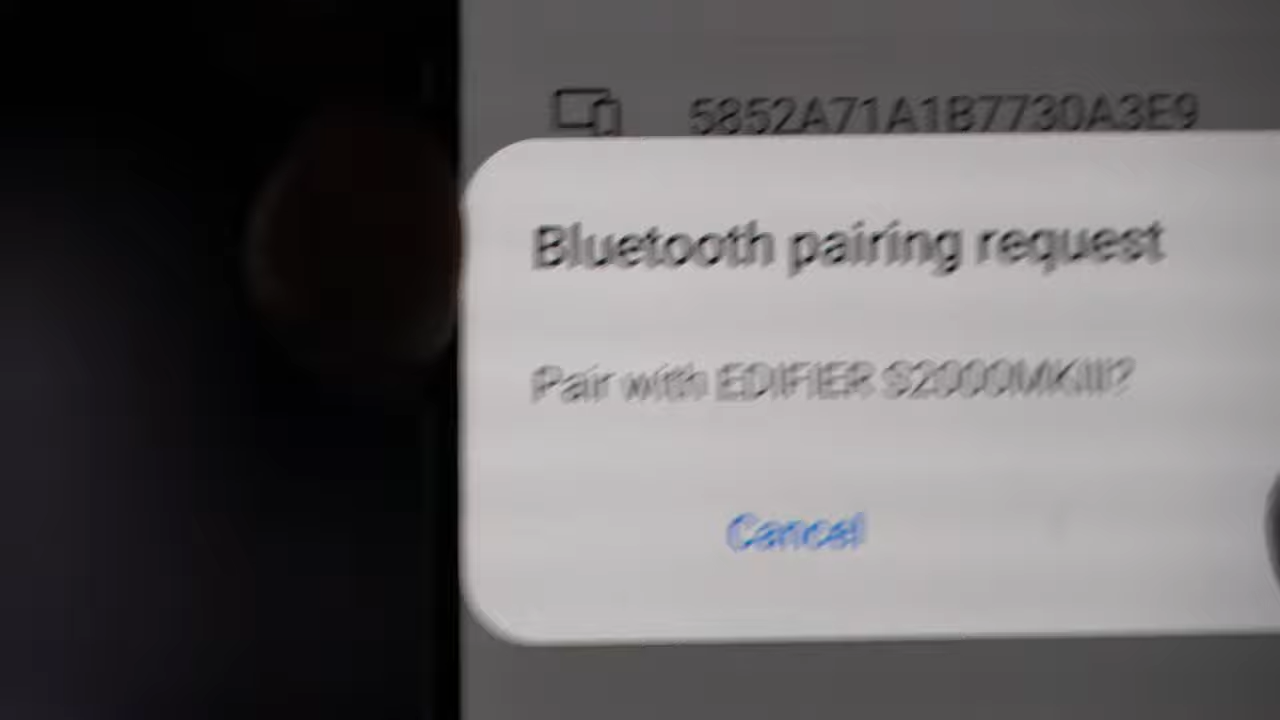 5852A71A1B7730A3E9
Bluetooth pairing request
Pair with EDIFIER S2000MKIII?
Cancel